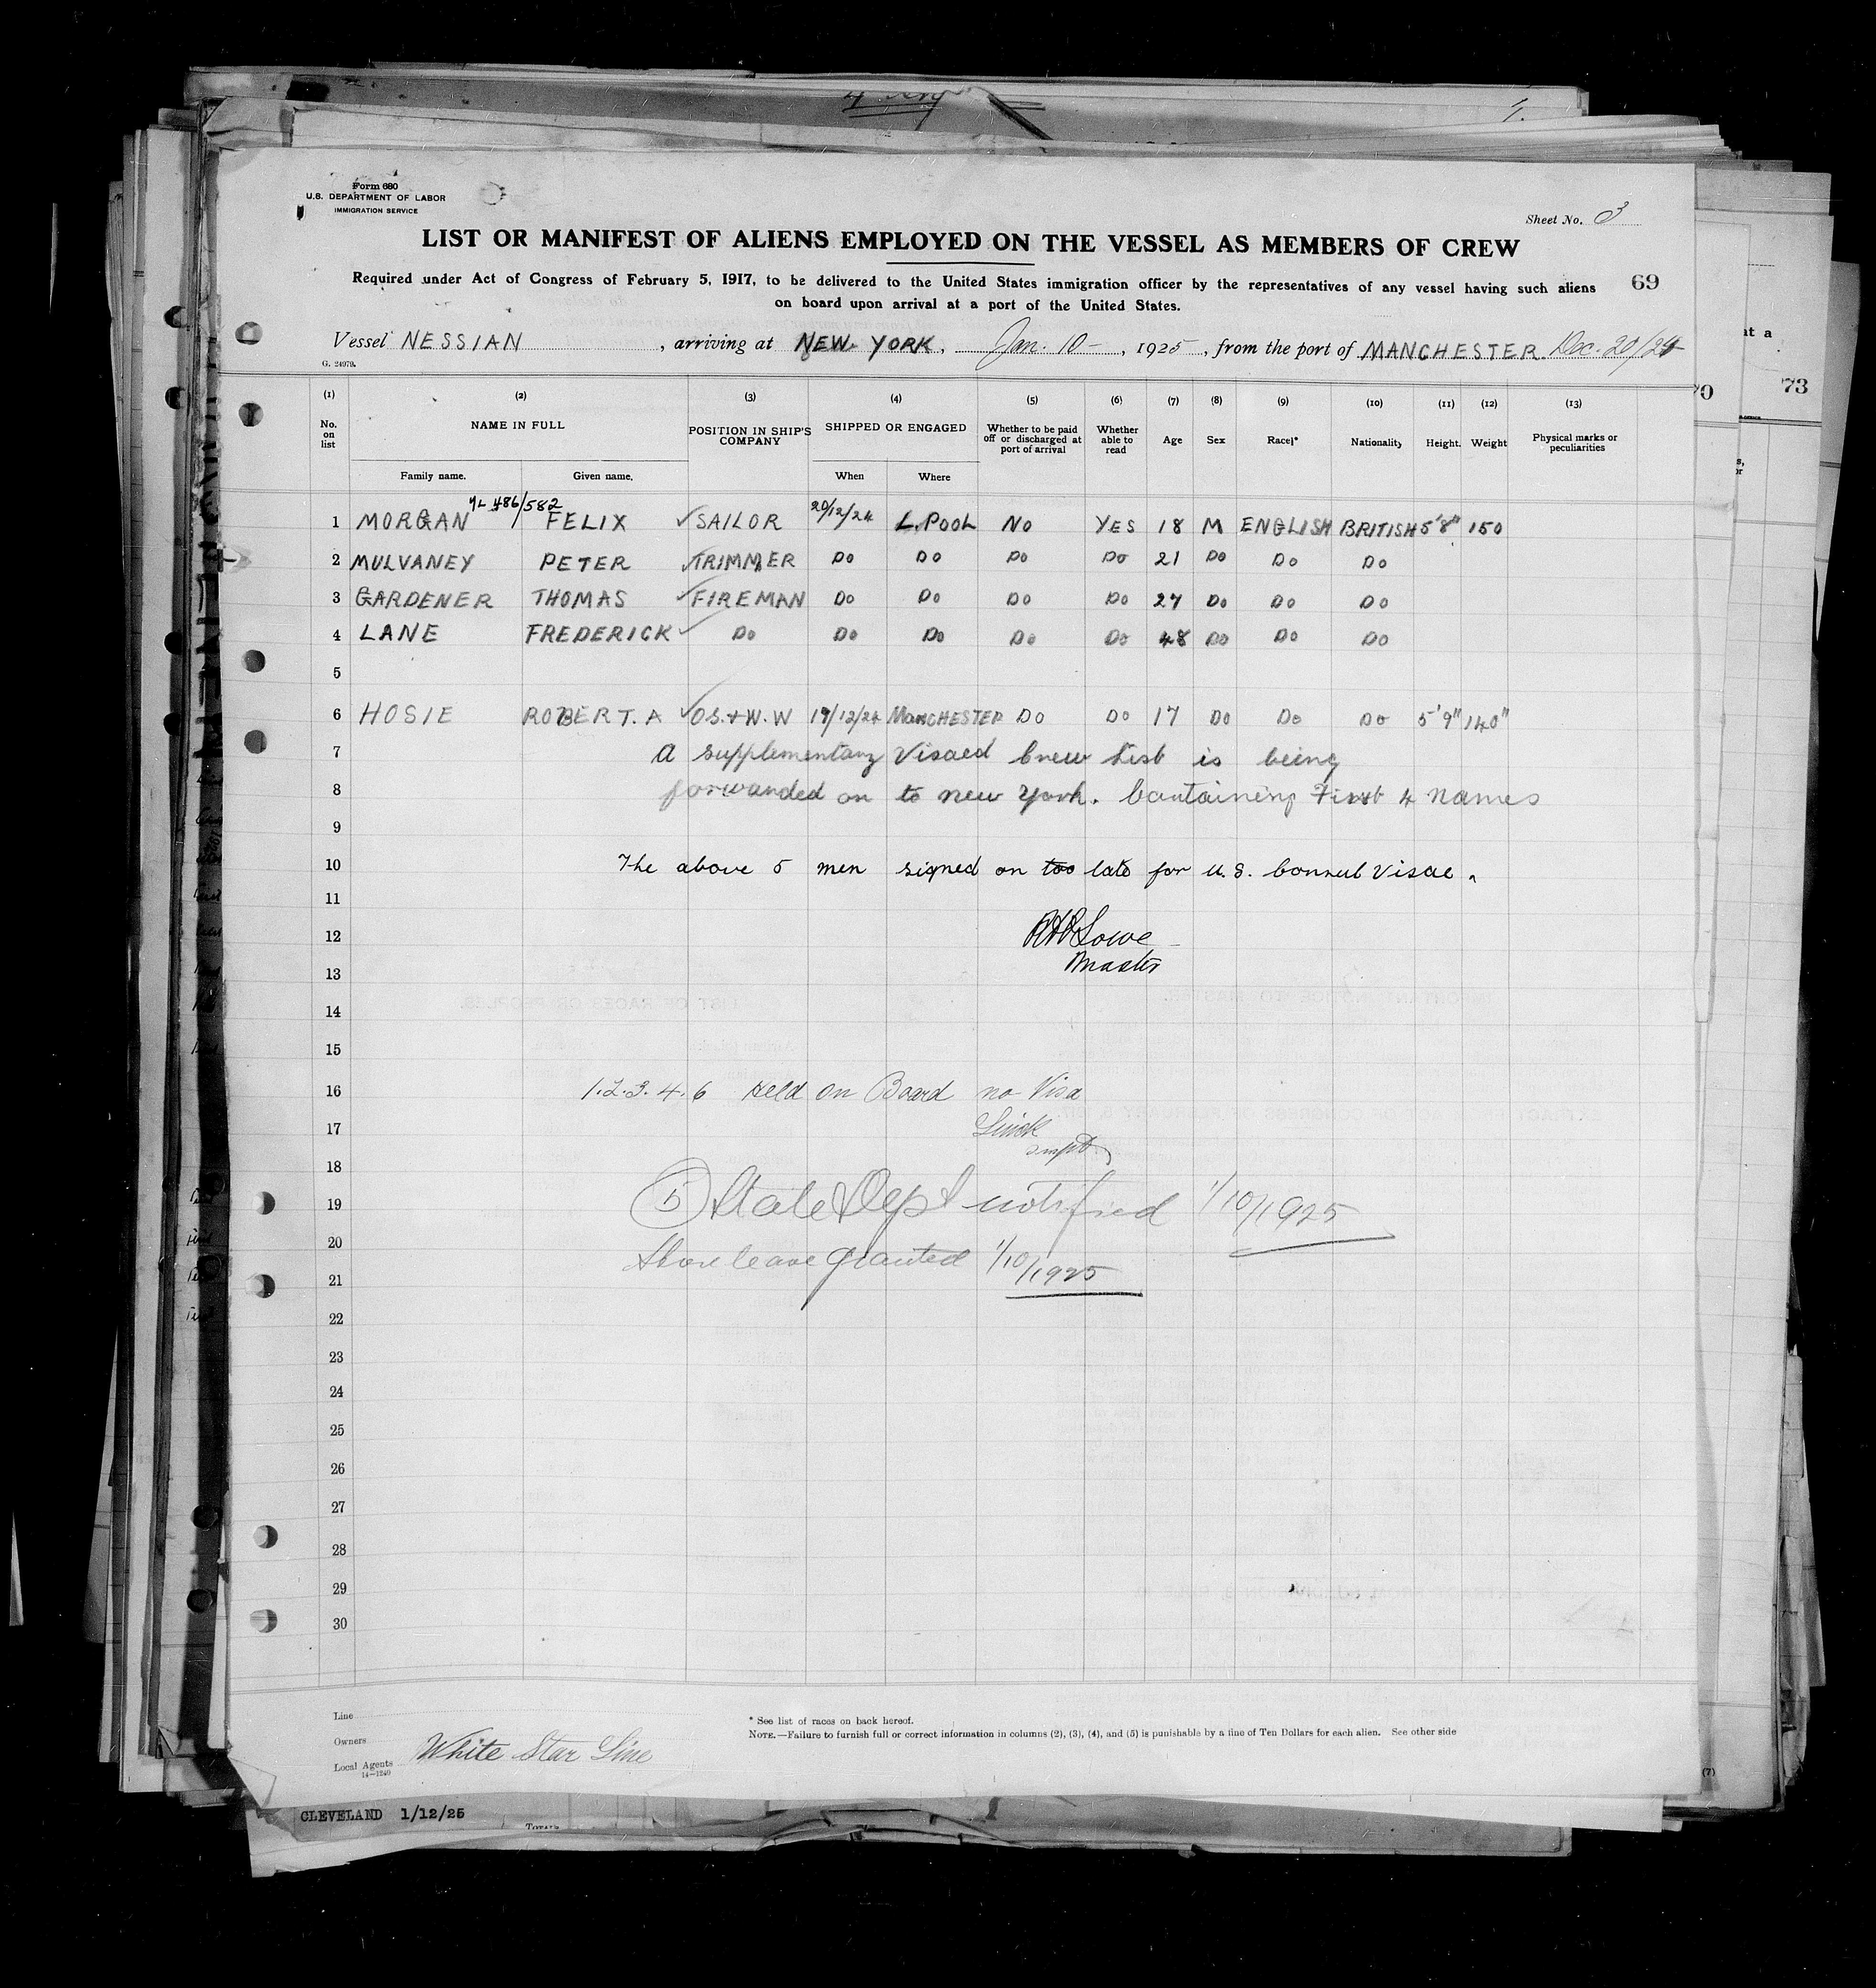 Form 680
U.S. DEPARTMENT OF LABOR
IMMIGRATION SERVICE
Sheet No. 3
LIST OR MANIFEST OF ALIENS EMPLOYED ON THE VESSEL AS MEMBERS OF CREW
Required under Act of Congress of February 5, 1917, to be delivered to the United States immigration officer by the representatives of any vessel having such aliens
on board upon arrival at a port of the United States.
69
Vessel NESSIAN, arriving at NEW YORK, Jan. 10-, 1925, from the port of MANCHESTER. Dec. 20/24
G. 24979.
(1) (2) (3) (4) (5) (6) (7) (8) (9) (10) (11) (12) (13)
No. on list NAME IN FULL POSITION IN SHIP'S COMPANY SHIPPED OR ENGAGED Whether to be paid off or discharged at port of arrival Whether able to read Age Sex Race* Nationality Height. Weight Physical marks or peculiarities
Family name. Given name. When Where
486/582
1 MORGAN FELIX ✓SAILOR 20/12/24 L.POOL NO YES 18 M ENGLISH BRITISH 5'8" 150
2 MULVANEY PETER ✓TRIMMER DO DO DO DO 21 DO DO DO
3 GARDENER THOMAS ✓FIREMAN DO DO DO DO 27 DO DO DO
4 LANE FREDERICK ✓ DO DO DO DO DO 48 DO DO DO
5
6 HOSIE ROBERT. A ✓O.S.+W.W 19/12/24 MANCHESTER DO DO 17 DO DO DO 5'9" 140"
7 A supplementary Visaed Crew List is being
8 forwarded on to New York. Containing First 4 names
9
10 The above 5 men signed on too late for U.S. Consul Visae.
11
12 Lowe
13 Master
14
15
16 1.2.3.4.6 Held on Board no Visa
17
18
19 5 State Dept notified 1/10/1925
20 Shore leave granted 1/10/1925
21
22
23
24
25
26
27
28
29
30
Line
Owners
Local Agents White Star Line
14—1240
* See list of races on back hereof.
NOTE.—Failure to furnish full or correct information in columns (2), (3), (4), and (5) is punishable by a fine of Ten Dollars for each alien. See other side
CLEVELAND 1/12/25
73